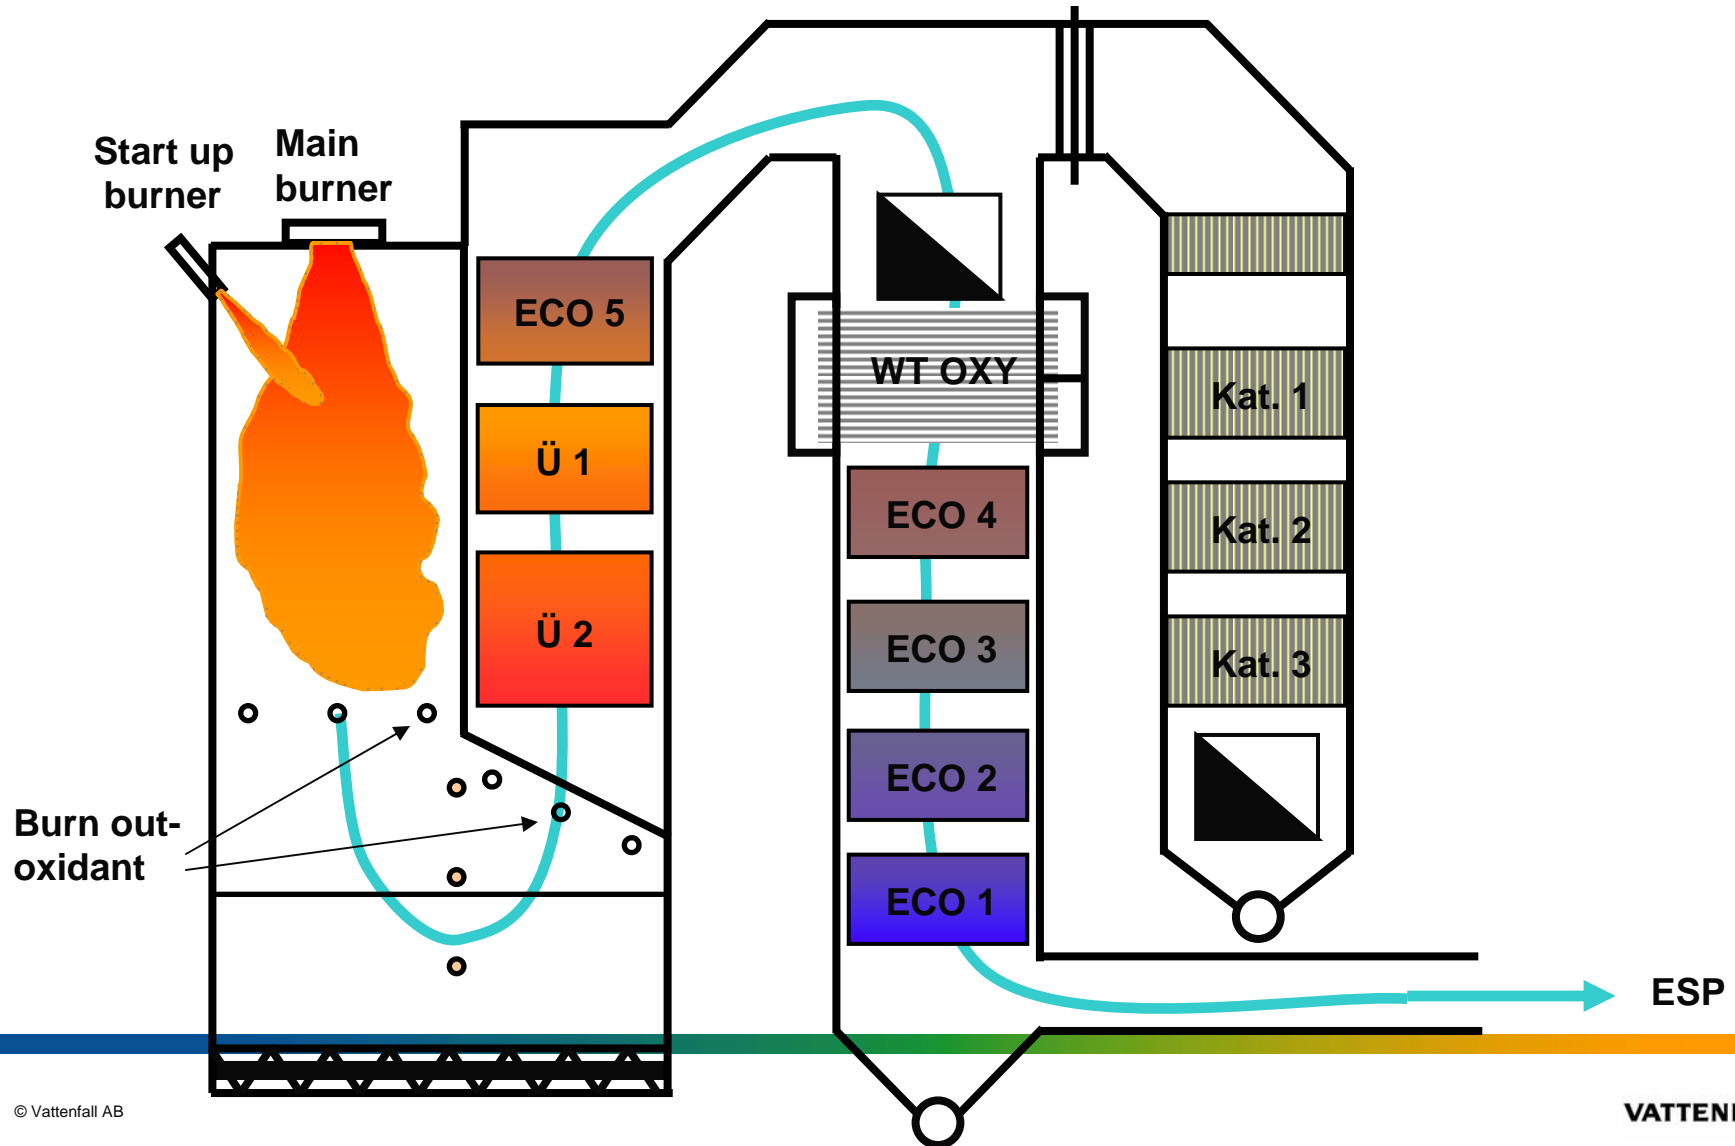 Start up
burner
Main
burner
ECO 5
Ü 1
Ü 2
WT OXY
ECO 4
ECO 3
ECO 2
ECO 1
Kat. 1
Kat. 2
Kat. 3
Burn out-
oxidant
ESP
© Vattenfall AB